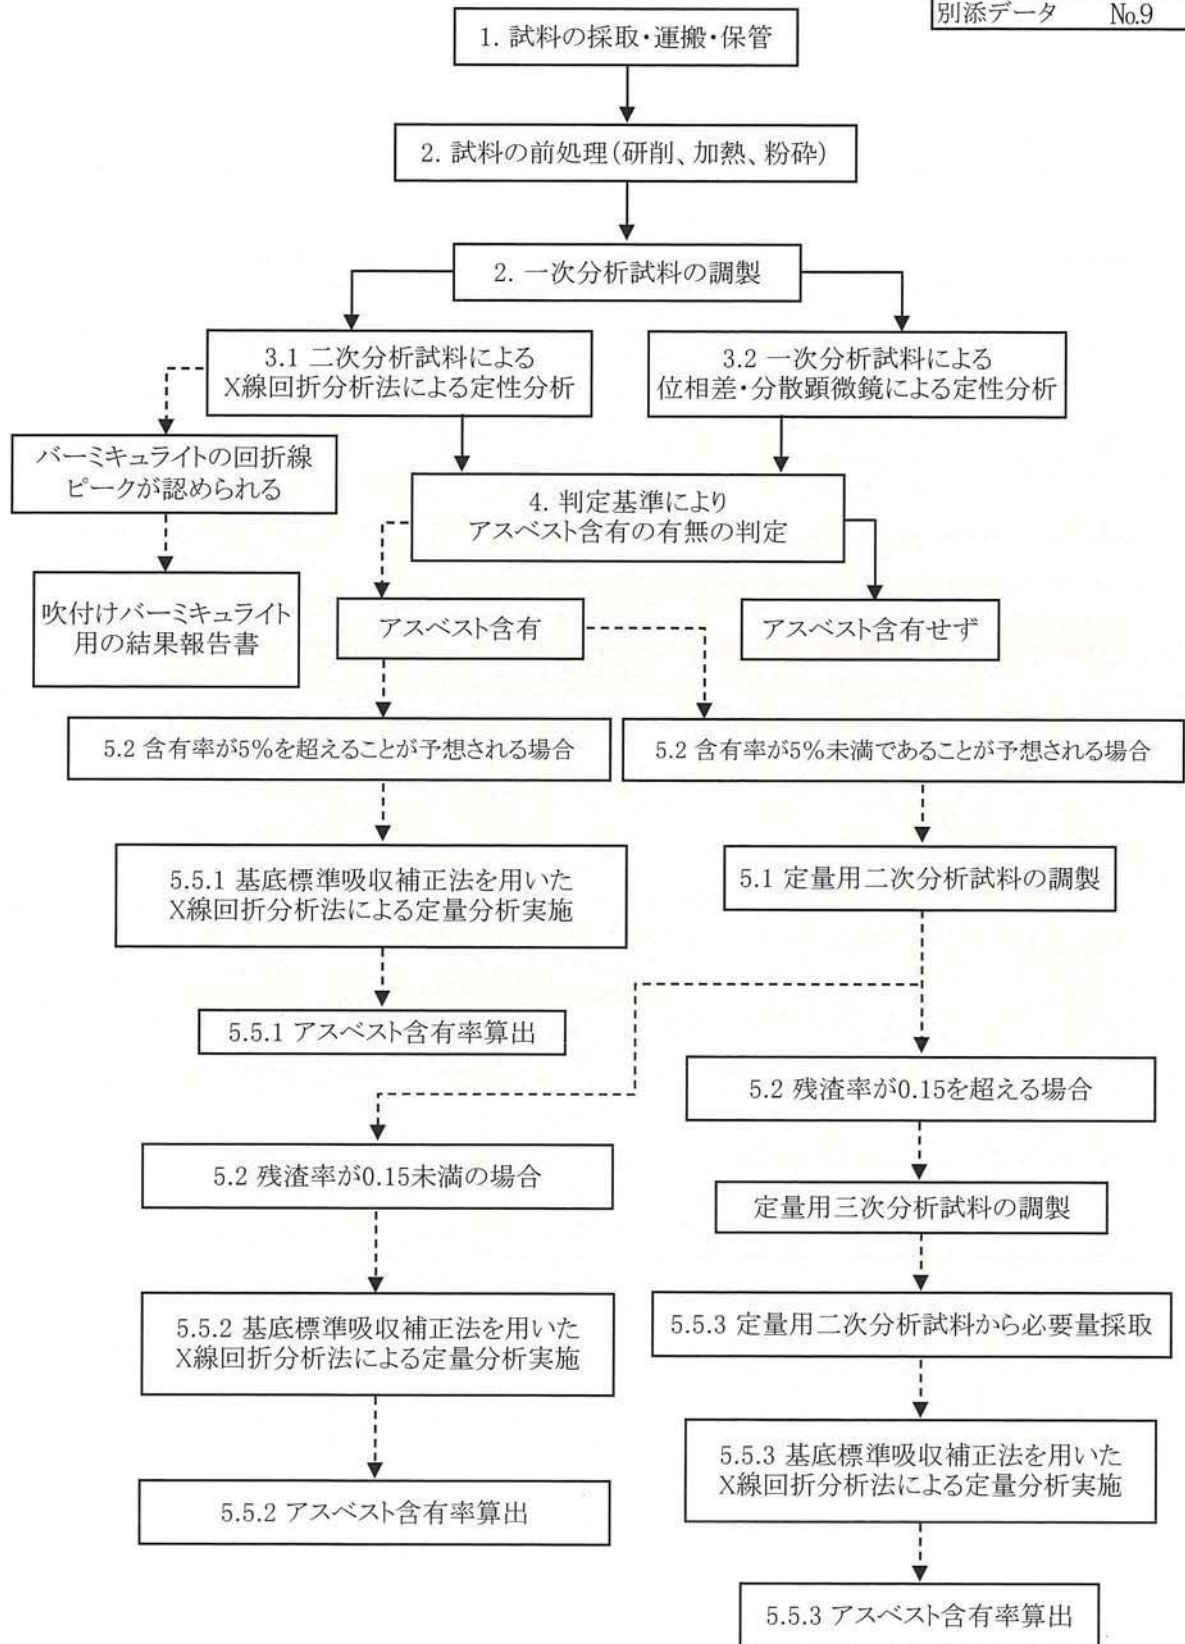 別添データ No.9
1. 試料の採取・運搬・保管
2. 試料の前処理(研削、加熱、粉砕)
2. 一次分析試料の調製
3.1 二次分析試料による
X線回折分析法による定性分析
3.2 一次分析試料による
位相差・分散顕微鏡による定性分析
バーミキュライトの回折線
ピークが認められる
4. 判定基準により
アスベスト含有の有無の判定
吹付けバーミキュライト
用の結果報告書
アスベスト含有
アスベスト含有せず
5.2 含有率が5%を超えることが予想される場合
5.2 含有率が5%未満であることが予想される場合
5.5.1 基底標準吸収補正法を用いた
X線回折分析法による定量分析実施
5.1 定量用二次分析試料の調製
5.5.1 アスベスト含有率算出
5.2 残渣率が0.15を超える場合
5.2 残渣率が0.15未満の場合
定量用三次分析試料の調製
5.5.2 基底標準吸収補正法を用いた
X線回折分析法による定量分析実施
5.5.3 定量用二次分析試料から必要量採取
5.5.3 基底標準吸収補正法を用いた
X線回折分析法による定量分析実施
5.5.2 アスベスト含有率算出
5.5.3 アスベスト含有率算出